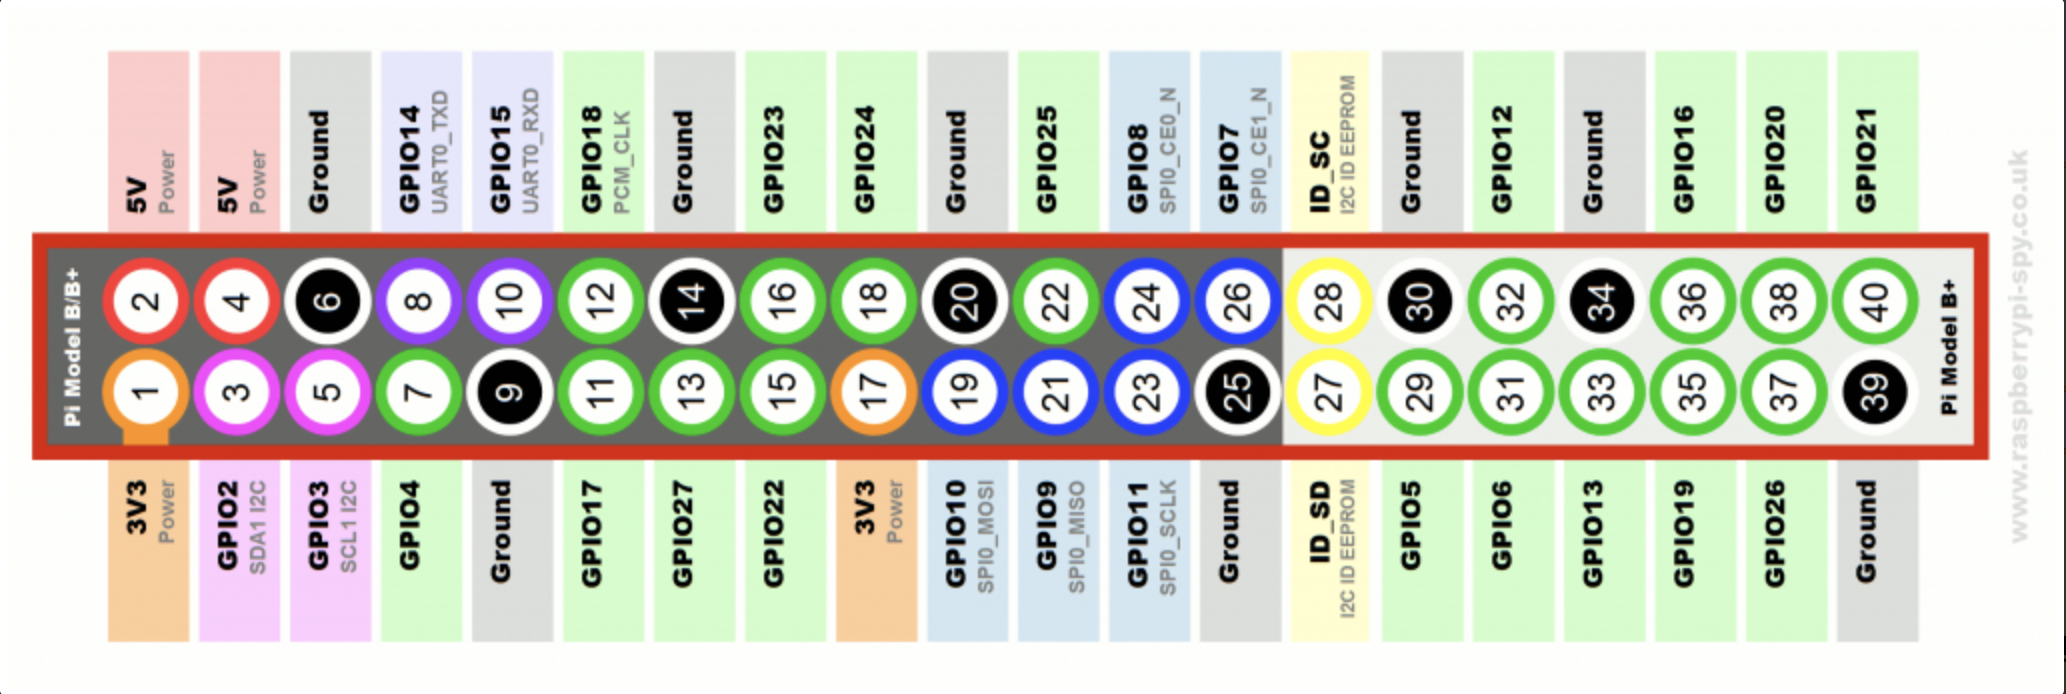 5V
Power
5V
Power
Ground
GPIO14
UART0_TXD
GPIO15
UART0_RXD
GPIO18
PCM_CLK
Ground
GPIO23
GPIO24
Ground
GPIO25
GPIO8
SPI0_CE0_N
GPIO7
SPI0_CE1_N
ID_SC
I2C ID EEPROM
Ground
GPIO12
Ground
GPIO16
GPIO20
GPIO21
Pi Model B/B+
2 4 6 8 10 12 14 16 18 20 22 24 26 28 30 32 34 36 38 40
1 3 5 7 9 11 13 15 17 19 21 23 25 27 29 31 33 35 37 39
Pi Model B+
3V3
Power
GPIO2
SDA1 I2C
GPIO3
SCL1 I2C
GPIO4
Ground
GPIO17
GPIO27
GPIO22
3V3
Power
GPIO10
SPI0_MOSI
GPIO9
SPI0_MISO
GPIO11
SPI0_SCLK
Ground
ID_SD
I2C ID EEPROM
GPIO5
GPIO6
GPIO13
GPIO19
GPIO26
Ground
www.raspberrypi-spy.co.uk